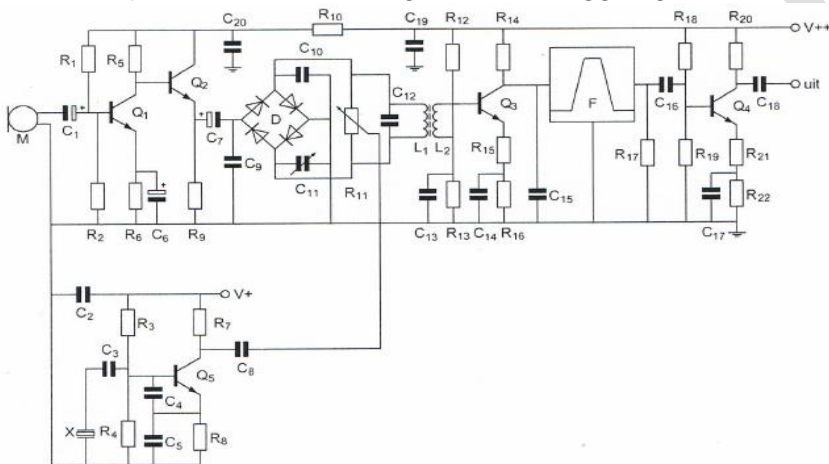 C20 R10 C19 R12 R14 R18 R20 V++
R1 R5 C10
Q2 C12 Q3 F C16 Q4 C18 uit
M C1 Q1 C7 D L1 L2
C9 R15 R17 R19 R21
C11 R11 C15 R22
R2 R6 C6 R9 C13 R13 C14 R16 C17
C2 V+
R3 R7
C3 Q5 C8
C4
X R4 C5 R8